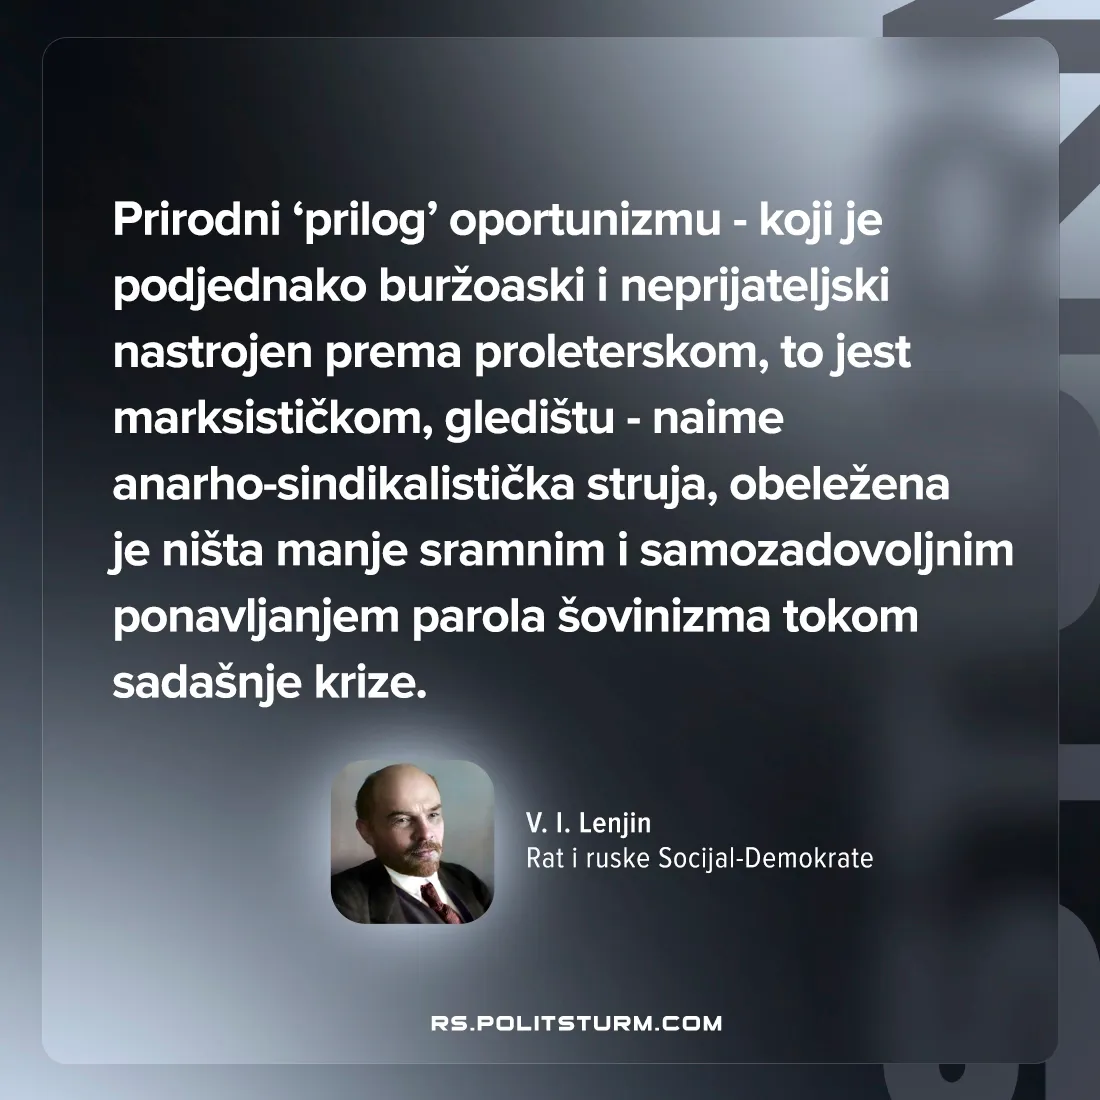 Prirodni ‘prilog’ oportunizmu - koji je
podjednako buržoaski i neprijateljski
nastrojen prema proleterskom, to jest
marksističkom, gledištu - naime
anarho-sindikalistička struja, obeležena
je ništa manje sramnim i samozadovoljnim
ponavljanjem parola šovinizma tokom
sadašnje krize.
V. I. Lenjin
Rat i ruske Socijal-Demokrate
RS.POLITSTURM.COM